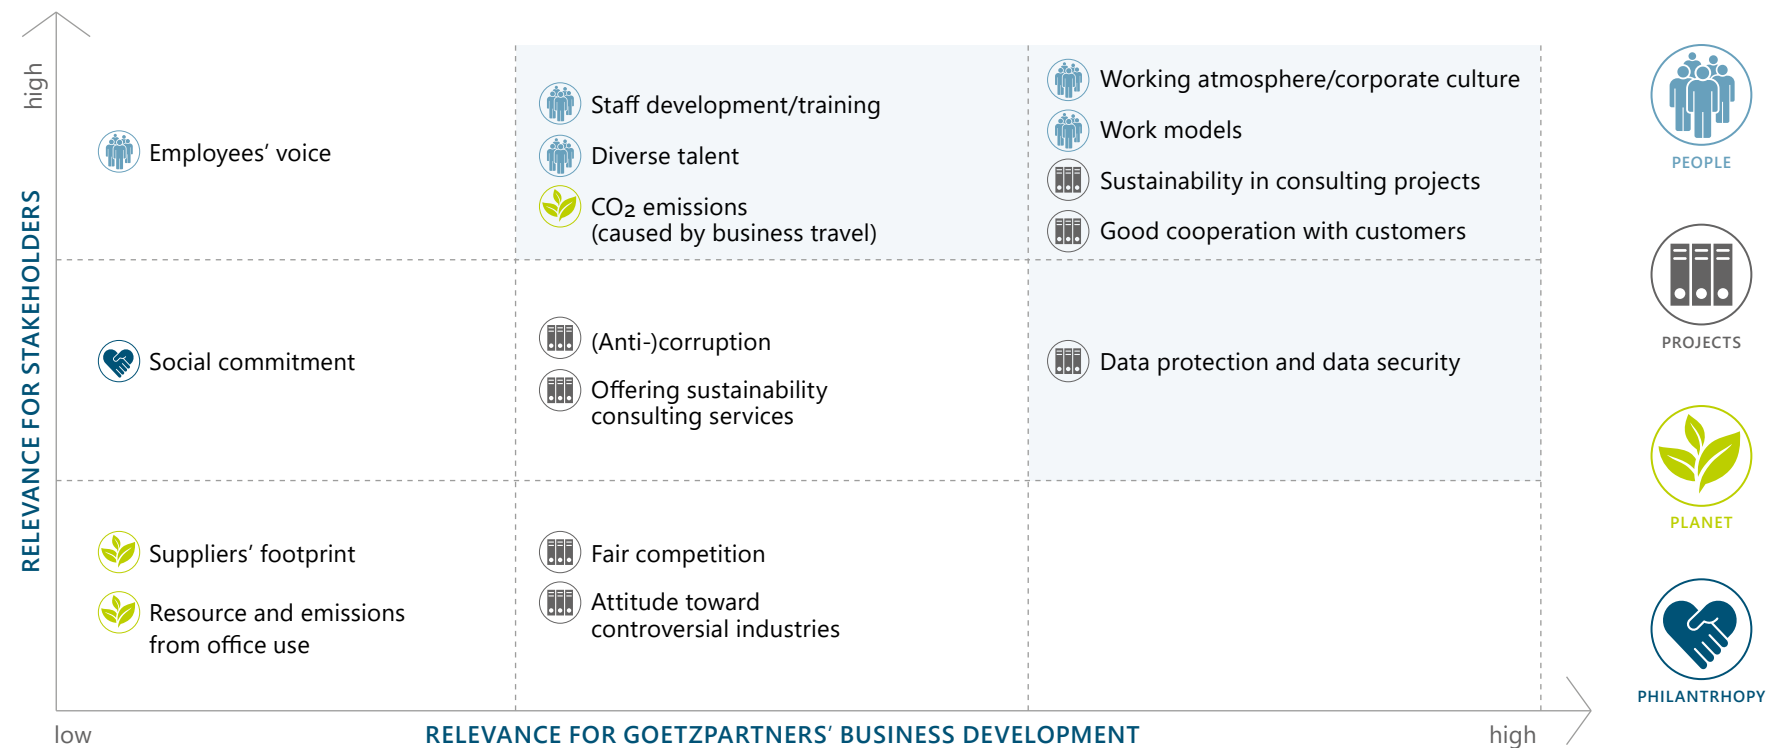 high
RELEVANCE FOR STAKEHOLDERS
Employees’ voice
Staff development/training
Diverse talent
CO2 emissions
(caused by business travel)
Working atmosphere/corporate culture
Work models
Sustainability in consulting projects
Good cooperation with customers
Social commitment
(Anti-)corruption
Offering sustainability
consulting services
Data protection and data security
Suppliers’ footprint
Resource and emissions
from office use
Fair competition
Attitude toward
controversial industries
low
RELEVANCE FOR GOETZPARTNERS’ BUSINESS DEVELOPMENT
high
PEOPLE
PROJECTS
PLANET
PHILANTRHOPY